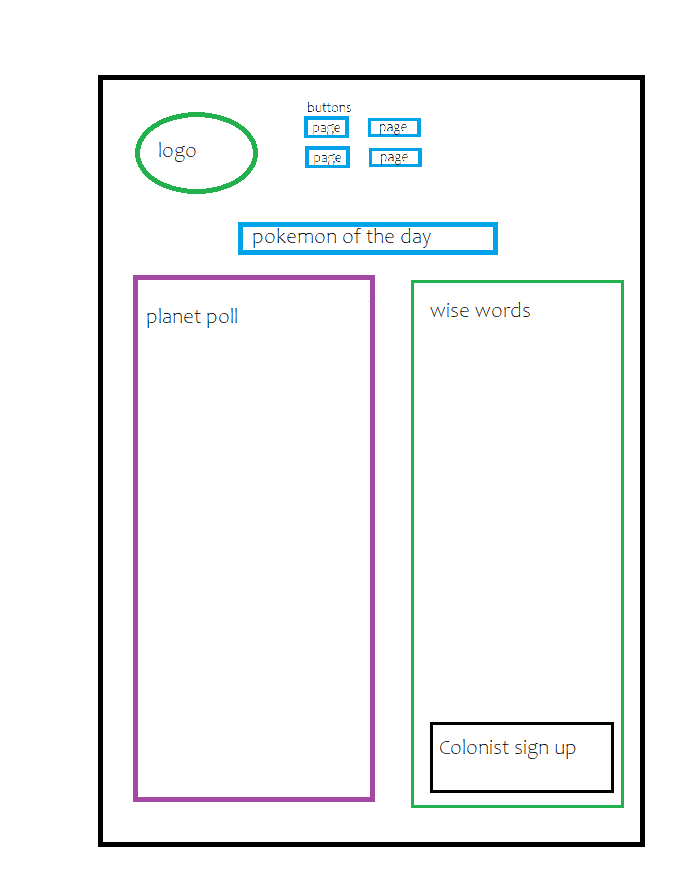 buttons
logo
page
page
page
page
pokemon of the day
planet poll
wise words
Colonist sign up